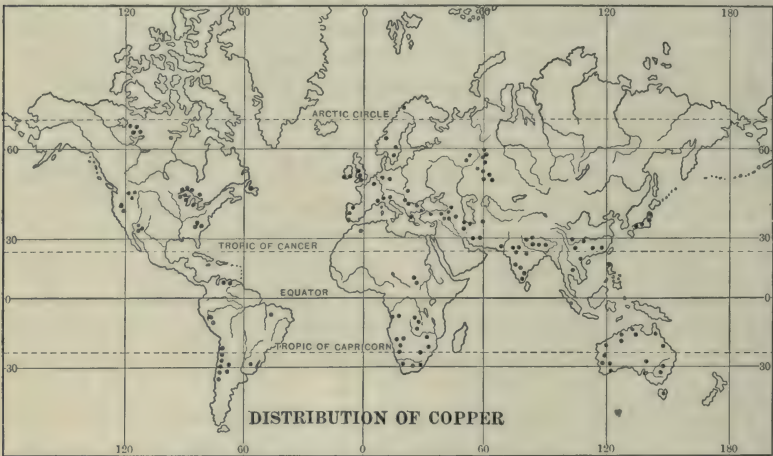 120 60 0 60 120 180
ARCTIC CIRCLE
60 60
30 30
TROPIC OF CANCER
EQUATOR
0 0
TROPIC OF CAPRICORN
30 30
DISTRIBUTION OF COPPER
120 60 0 60 120 180